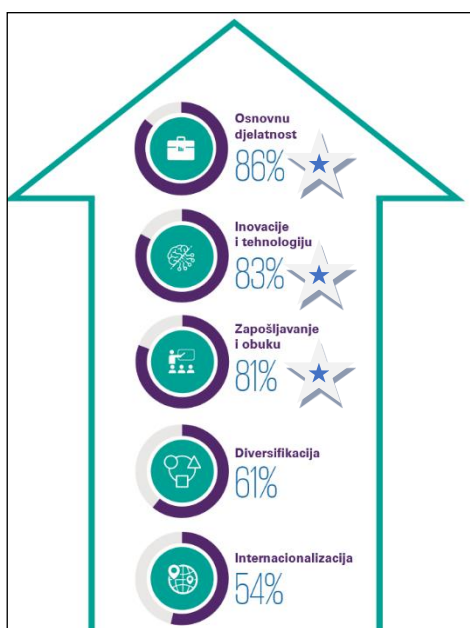 Osnovnu
djelatnost
86%
Inovacije
i tehnologiju
83%
Zapošljavanje
i obuku
81%
Diversifikacija
61%
Internacionalizacija
54%